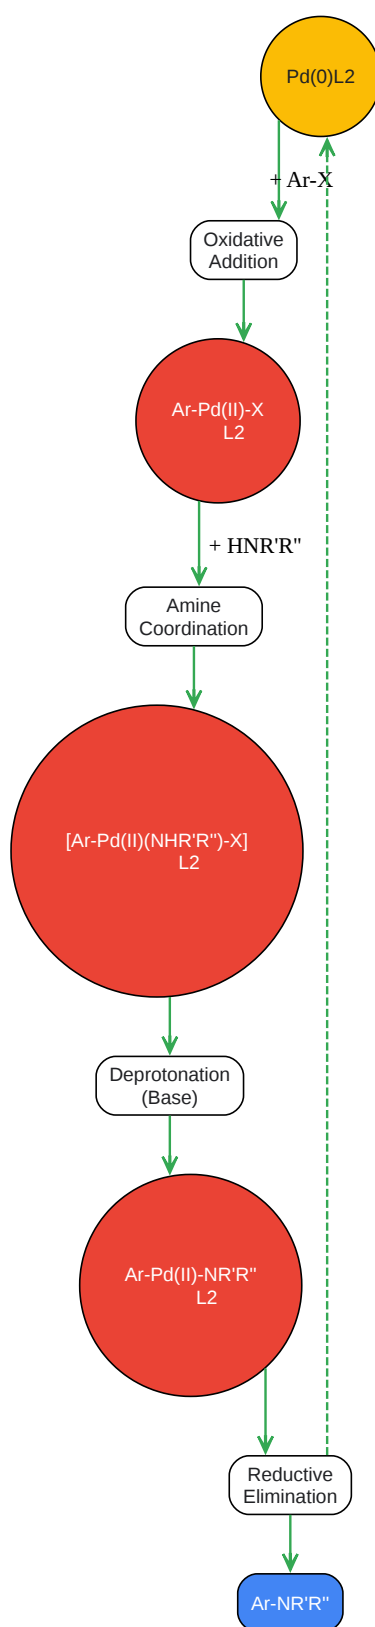 Pd(0)L2
+ Ar-X
Oxidative
Addition
Ar-Pd(II)-X
L2
+ HNR'R"
Amine
Coordination
[Ar-Pd(II)(NHR'R")-X]
L2
Deprotonation
(Base)
Ar-Pd(II)-NR'R"
L2
Reductive
Elimination
Ar-NR'R"